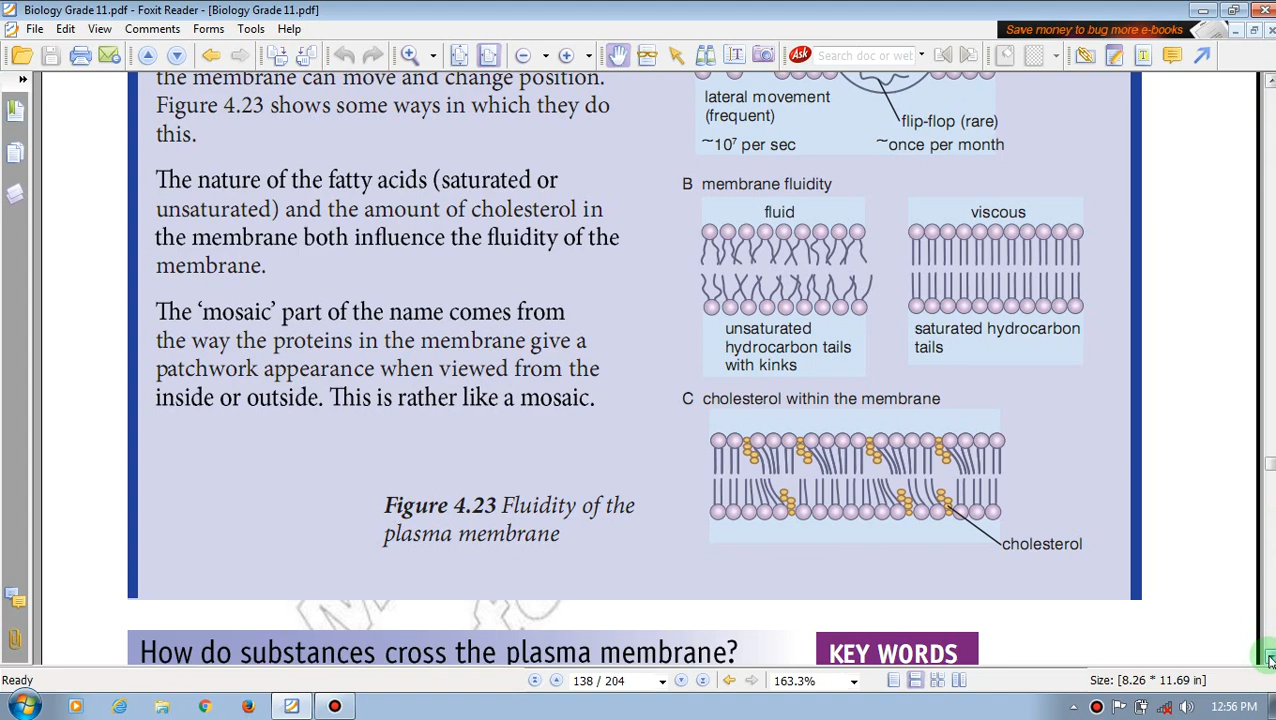 Biology Grade 11.pdf - Foxit Reader - [Biology Grade 11.pdf]
File Edit View Comments Forms Tools Help
Save money to bug more e-books
Ask Search doc or wet
the membrane can move and change position.
Figure 4.23 shows some ways in which they do
this.
The nature of the fatty acids (saturated or
unsaturated) and the amount of cholesterol in
the membrane both influence the fluidity of the
membrane.
The ‘mosaic’ part of the name comes from
the way the proteins in the membrane give a
patchwork appearance when viewed from the
inside or outside. This is rather like a mosaic.
Figure 4.23 Fluidity of the
plasma membrane
lateral movement
(frequent)
~10⁷ per sec
flip-flop (rare)
~once per month
B membrane fluidity
fluid
viscous
unsaturated
hydrocarbon tails
with kinks
saturated hydrocarbon
tails
C cholesterol within the membrane
cholesterol
How do substances cross the plasma membrane?
KEY WORDS
Ready
138 / 204
163.3%
Size: [8.26 * 11.69 in]
12:56 PM